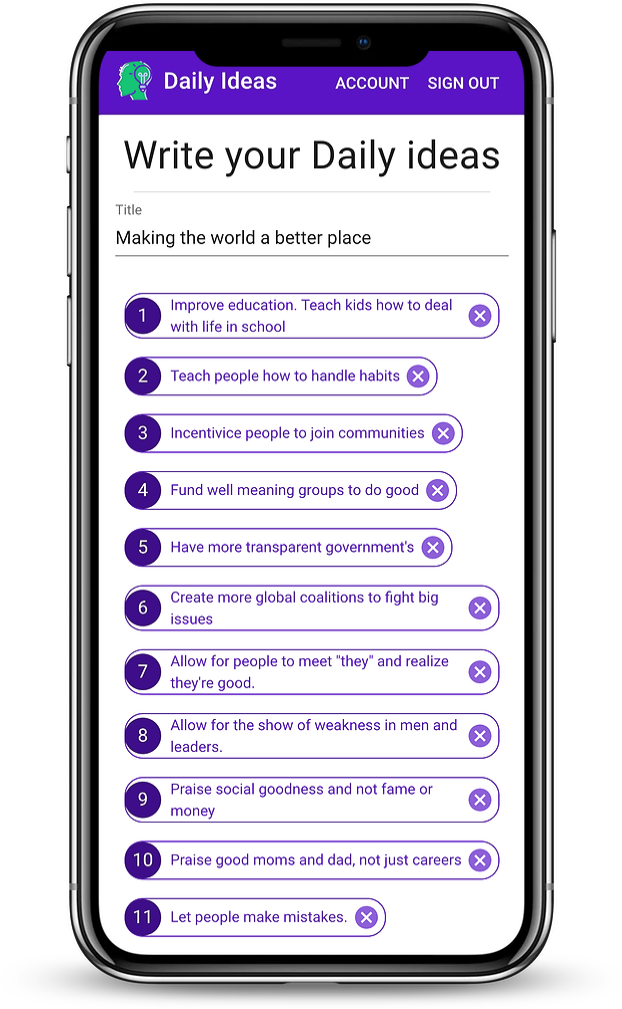 Daily Ideas ACCOUNT SIGN OUT
Write your Daily ideas
Title
Making the world a better place
1 Improve education. Teach kids how to deal
with life in school
2 Teach people how to handle habits
3 Incentivice people to join communities
4 Fund well meaning groups to do good
5 Have more transparent government's
6 Create more global coalitions to fight big
issues
7 Allow for people to meet "they" and realize
they're good.
8 Allow for the show of weakness in men and
leaders.
9 Praise social goodness and not fame or
money
10 Praise good moms and dad, not just careers
11 Let people make mistakes.